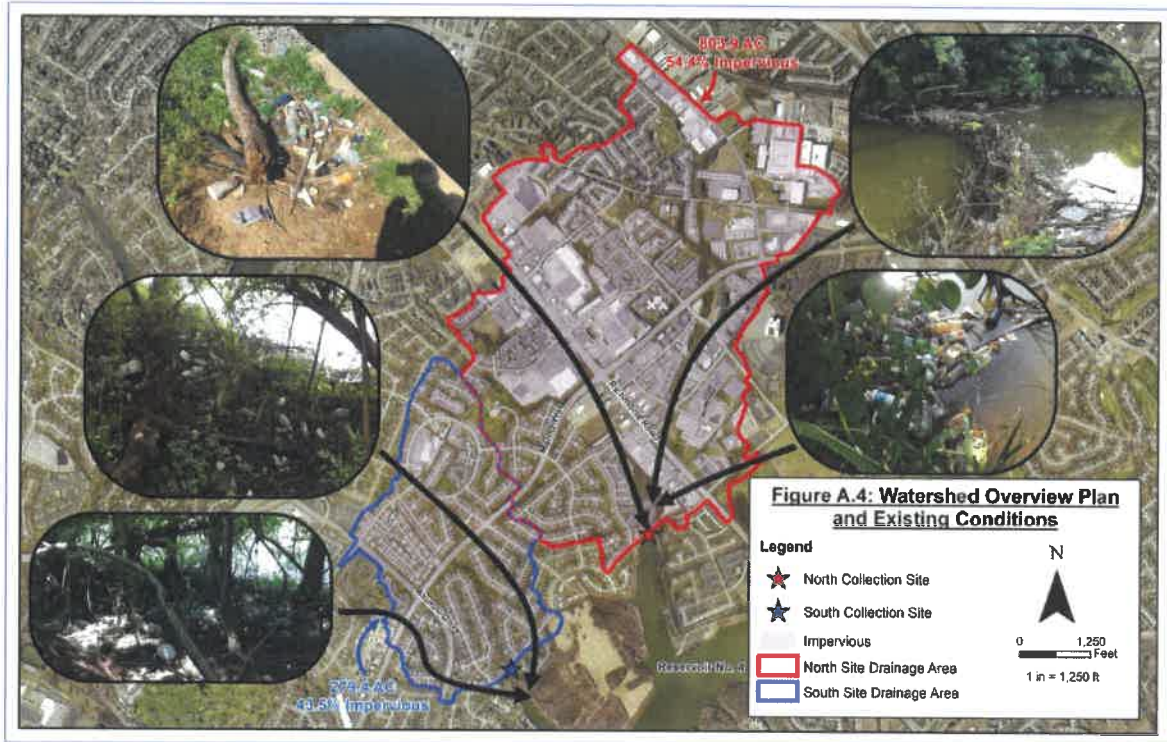 803.9 AC
54.4% Impervious
Richmond Road
Reservoir No. 4
43.5% Impervious
Figure A.4: Watershed Overview Plan
and Existing Conditions
Legend
North Collection Site
South Collection Site
Impervious
North Site Drainage Area
South Site Drainage Area
N
0 1,250
Feet
1 in = 1,250 ft